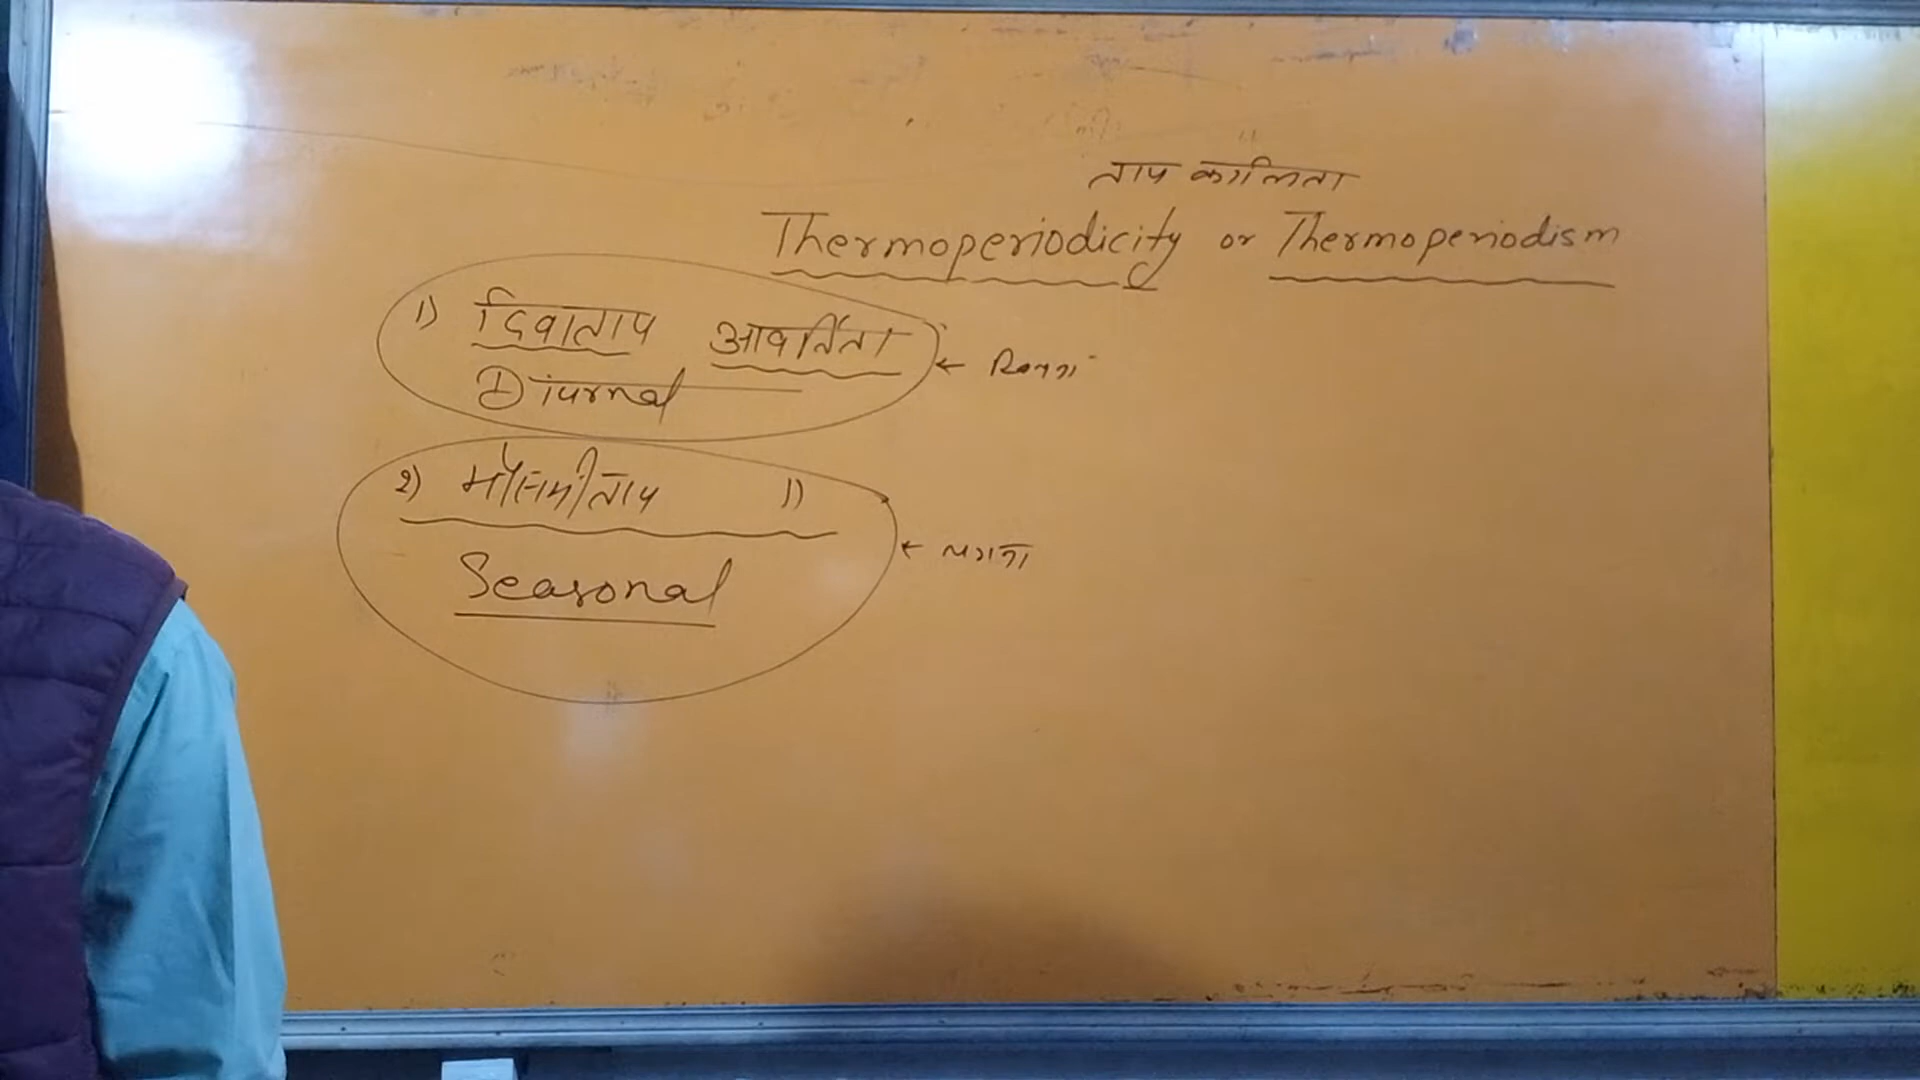 ताप कालिता
Thermoperiodicity or Thermoperiodism
1) दिवाताप आवर्तिता
Diurnal
2) मौसमी ताप ")
Seasonal